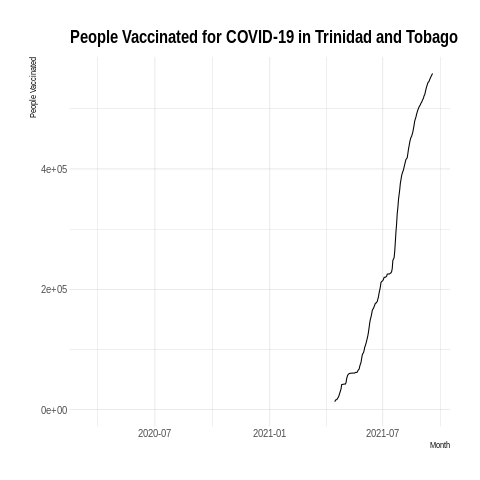 People Vaccinated for COVID-19 in Trinidad and Tobago
People Vaccinated
4e+05
2e+05
0e+00
2020-07 2021-01 2021-07
Month